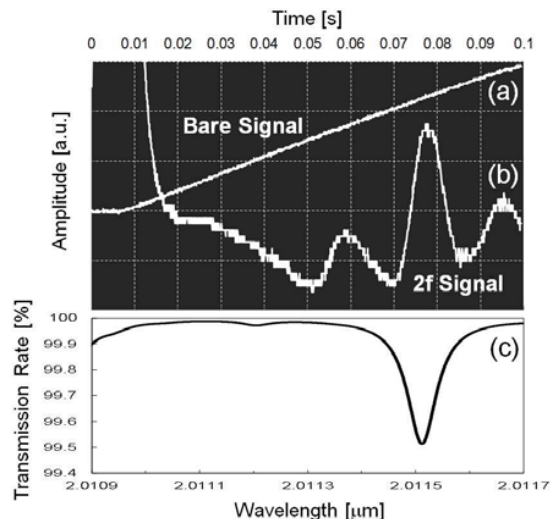 Time [s]
0 0.01 0.02 0.03 0.04 0.05 0.06 0.07 0.08 0.09 0.1
(a)
Bare Signal
(b)
Amplitude [a.u.]
2f Signal
100
(c)
99.9
99.8
99.7
99.6
99.5
99.4
Transmission Rate [%]
2.0109 2.0111 2.0113 2.0115 2.0117
Wavelength [μm]